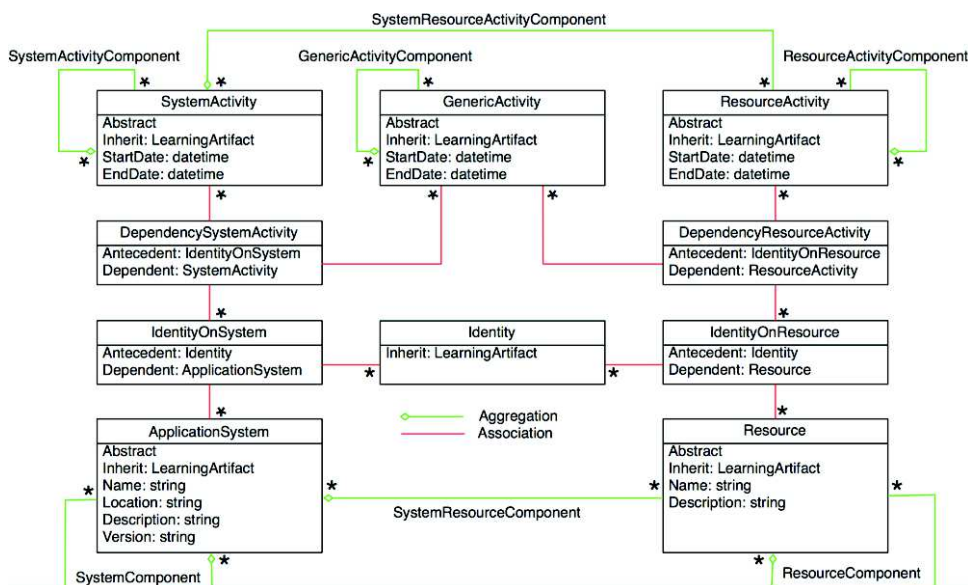 SystemResourceActivityComponent
SystemActivityComponent
GenericActivityComponent
ResourceActivityComponent
* * * * *
SystemActivity
Abstract
Inherit: LearningArtifact
StartDate: datetime
EndDate: datetime
*
*
GenericActivity
Abstract
Inherit: LearningArtifact
StartDate: datetime
EndDate: datetime
*
* *
ResourceActivity
Abstract
Inherit: LearningArtifact
StartDate: datetime
EndDate: datetime
*
*
DependencySystemActivity
Antecedent: IdentityOnSystem
Dependent: SystemActivity
*
DependencyResourceActivity
Antecedent: IdentityOnResource
Dependent: ResourceActivity
*
IdentityOnSystem
Antecedent: Identity
Dependent: ApplicationSystem
*
Identity
Inherit: LearningArtifact
* *
IdentityOnResource
Antecedent: Identity
Dependent: Resource
*
Aggregation
Association
ApplicationSystem
Abstract
Inherit: LearningArtifact
Name: string
Location: string
Description: string
Version: string
* * *
SystemResourceComponent
*
Resource
Abstract
Inherit: LearningArtifact
Name: string
Description: string
* *
SystemComponent
ResourceComponent